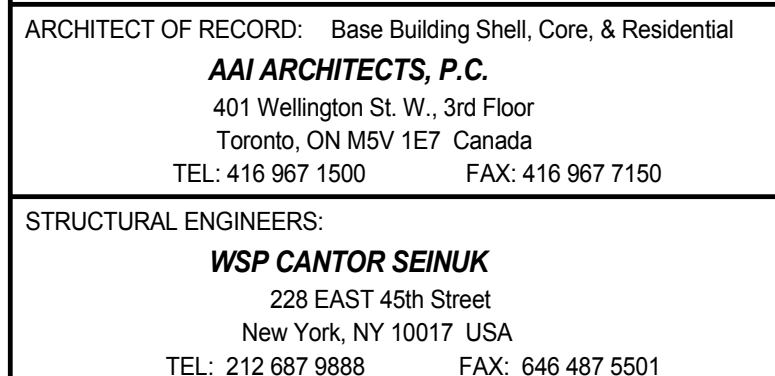 ARCHITECT OF RECORD: Base Building Shell, Core, & Residential
AAI ARCHITECTS, P.C.
401 Wellington St. W., 3rd Floor
Toronto, ON M5V 1E7 Canada
TEL: 416 967 1500 FAX: 416 967 7150
STRUCTURAL ENGINEERS:
WSP CANTOR SEINUK
228 EAST 45th Street
New York, NY 10017 USA
TEL: 212 687 9888 FAX: 646 487 5501